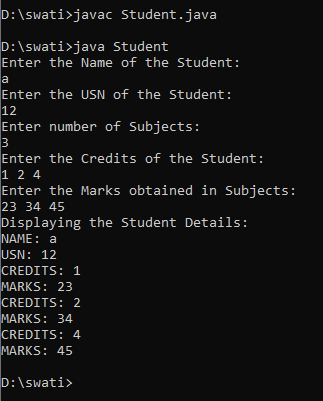 D:\swati>javac Student.java
D:\swati>java Student
Enter the Name of the Student:
a
Enter the USN of the Student:
12
Enter number of Subjects:
3
Enter the Credits of the Student:
1 2 4
Enter the Marks obtained in Subjects:
23 34 45
Displaying the Student Details:
NAME: a
USN: 12
CREDITS: 1
MARKS: 23
CREDITS: 2
MARKS: 34
CREDITS: 4
MARKS: 45
D:\swati>